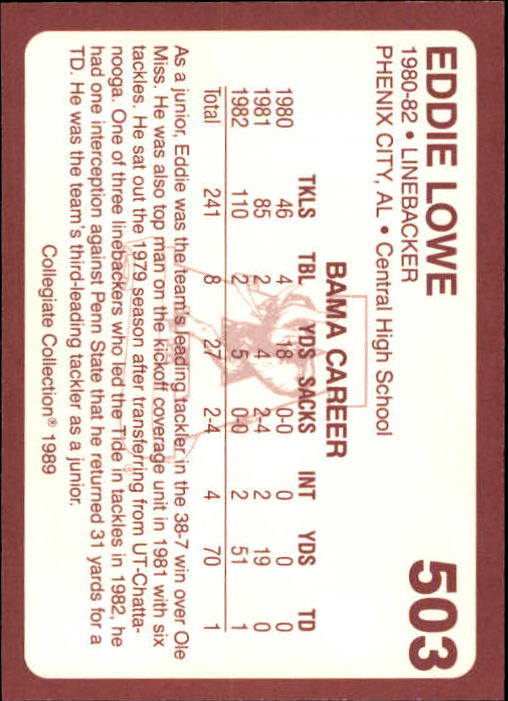 EDDIE LOWE 503
1980-82 • LINEBACKER
PHENIX CITY, AL • Central High School
BAMA CAREER
TKLS TBL YDS SACKS INT YDS TD
1980 46 4 18 0-0 0 0 0
1981 85 2 4 2-4 2 19 0
1982 110 2 5 0-0 2 51 1
Total 241 8 27 2-4 4 70 1
As a junior, Eddie was the team's leading tackler in the 38-7 win over Ole
Miss. He was also top man on the kickoff coverage unit in 1981 with six
tackles. He sat out the 1979 season after transferring from UT-Chatta-
nooga. One of three linebackers who led the Tide in tackles in 1982, he
had one interception against Penn State that he returned 31 yards for a
TD. He was the team's third-leading tackler as a junior.
Collegiate Collection® 1989